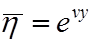 η̅ = e^{vy}